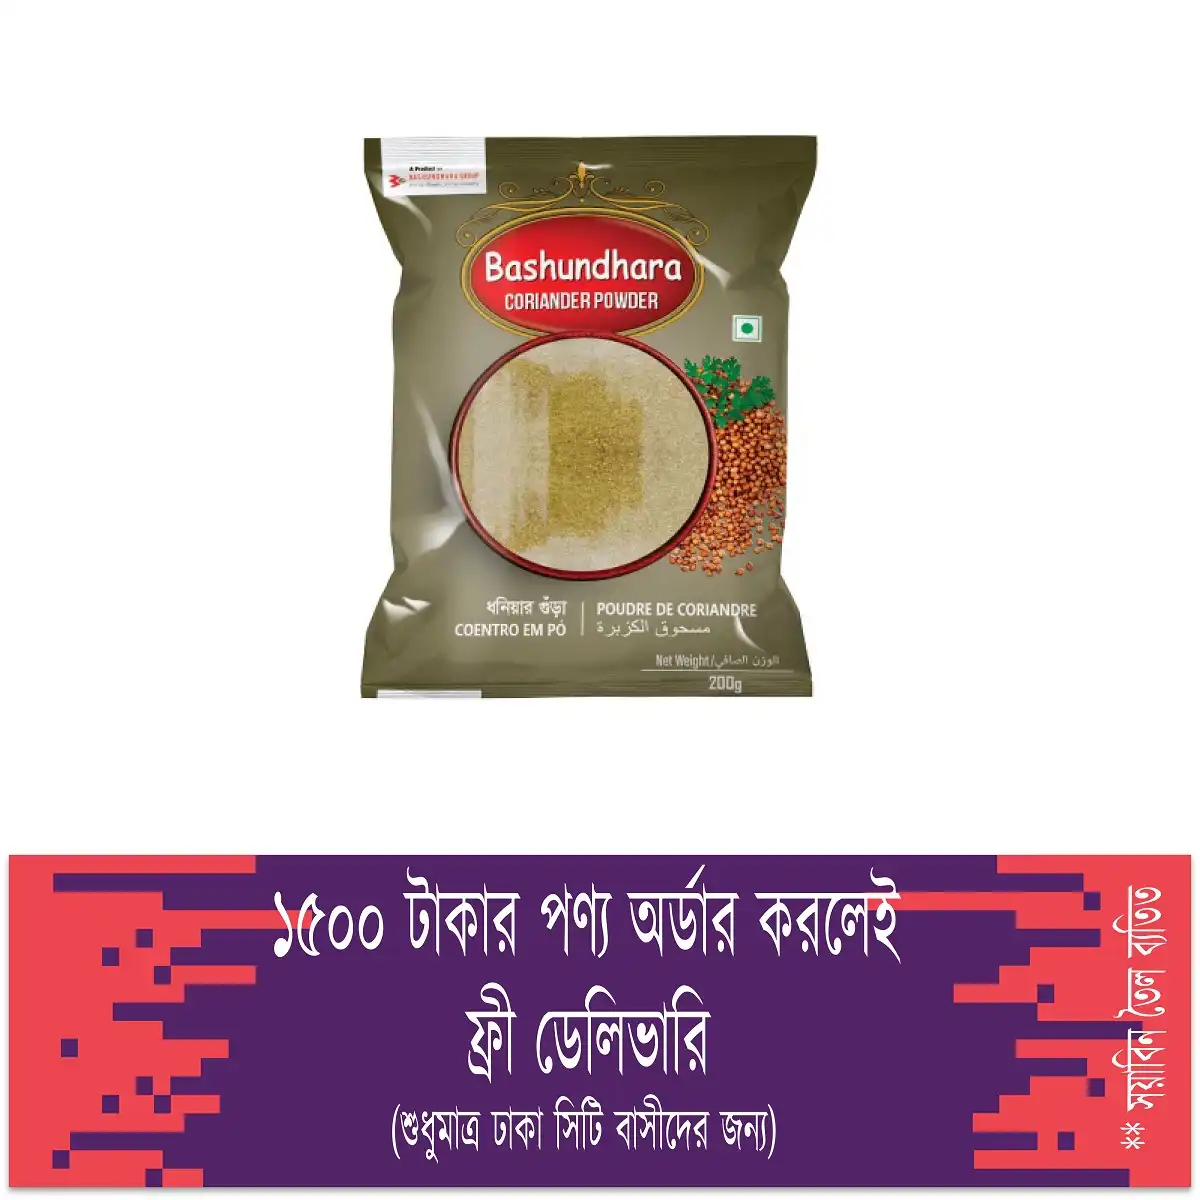 A Product of
BASHUNDHARA GROUP
Bashundhara
CORIANDER POWDER
ধনিয়ার গুঁড়া
COENTRO EM PÓ
POUDRE DE CORIANDRE
مسحوق الكزبرة
Net Weight/الوزن الصافي
200g
১৫০০ টাকার পণ্য অর্ডার করলেই
ফ্রী ডেলিভারি
(শুধুমাত্র ঢাকা সিটি বাসীদের জন্য)
** সয়াবিন তৈল ব্যতিত